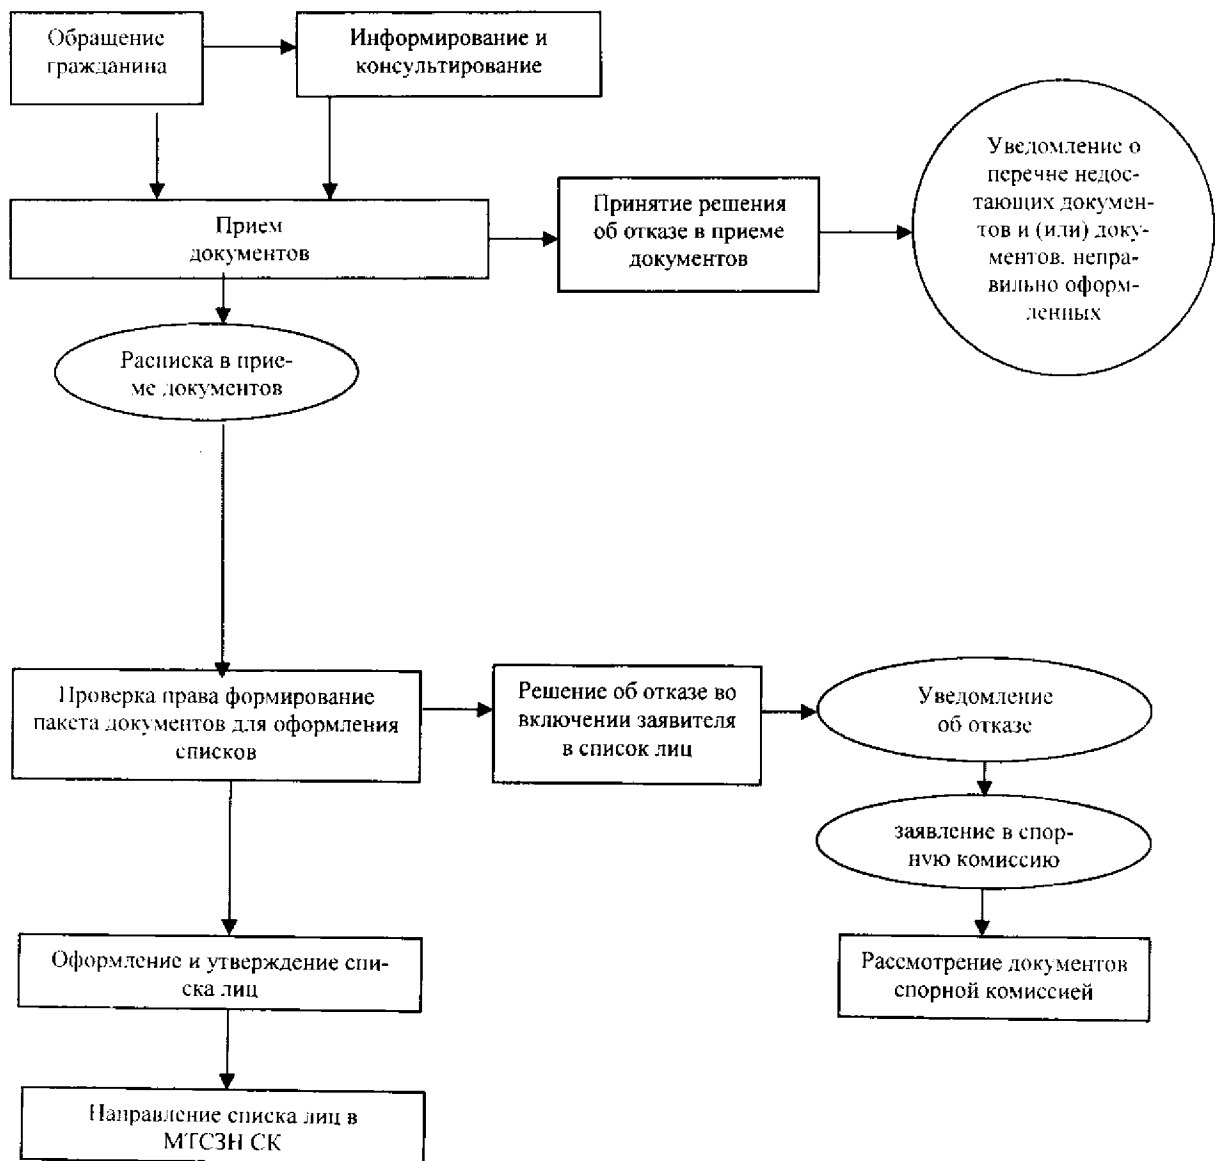 Обращение
гражданина
Информирование и
консультирование
Прием
документов
Принятие решения
об отказе в приеме
документов
Уведомление о
перечне недос-
тающих докумен-
тов и (или) доку-
ментов. непра-
вильно оформ-
ленных
Расписка в прие-
ме документов
Проверка права формирование
пакета документов для оформления
списков
Решение об отказе во
включении заявителя
в список лиц
Уведомление
об отказе
заявление в спор-
ную комиссию
Оформление и утверждение спи-
ска лиц
Рассмотрение документов
спорной комиссией
Направление списка лиц в
МТСЗН СК